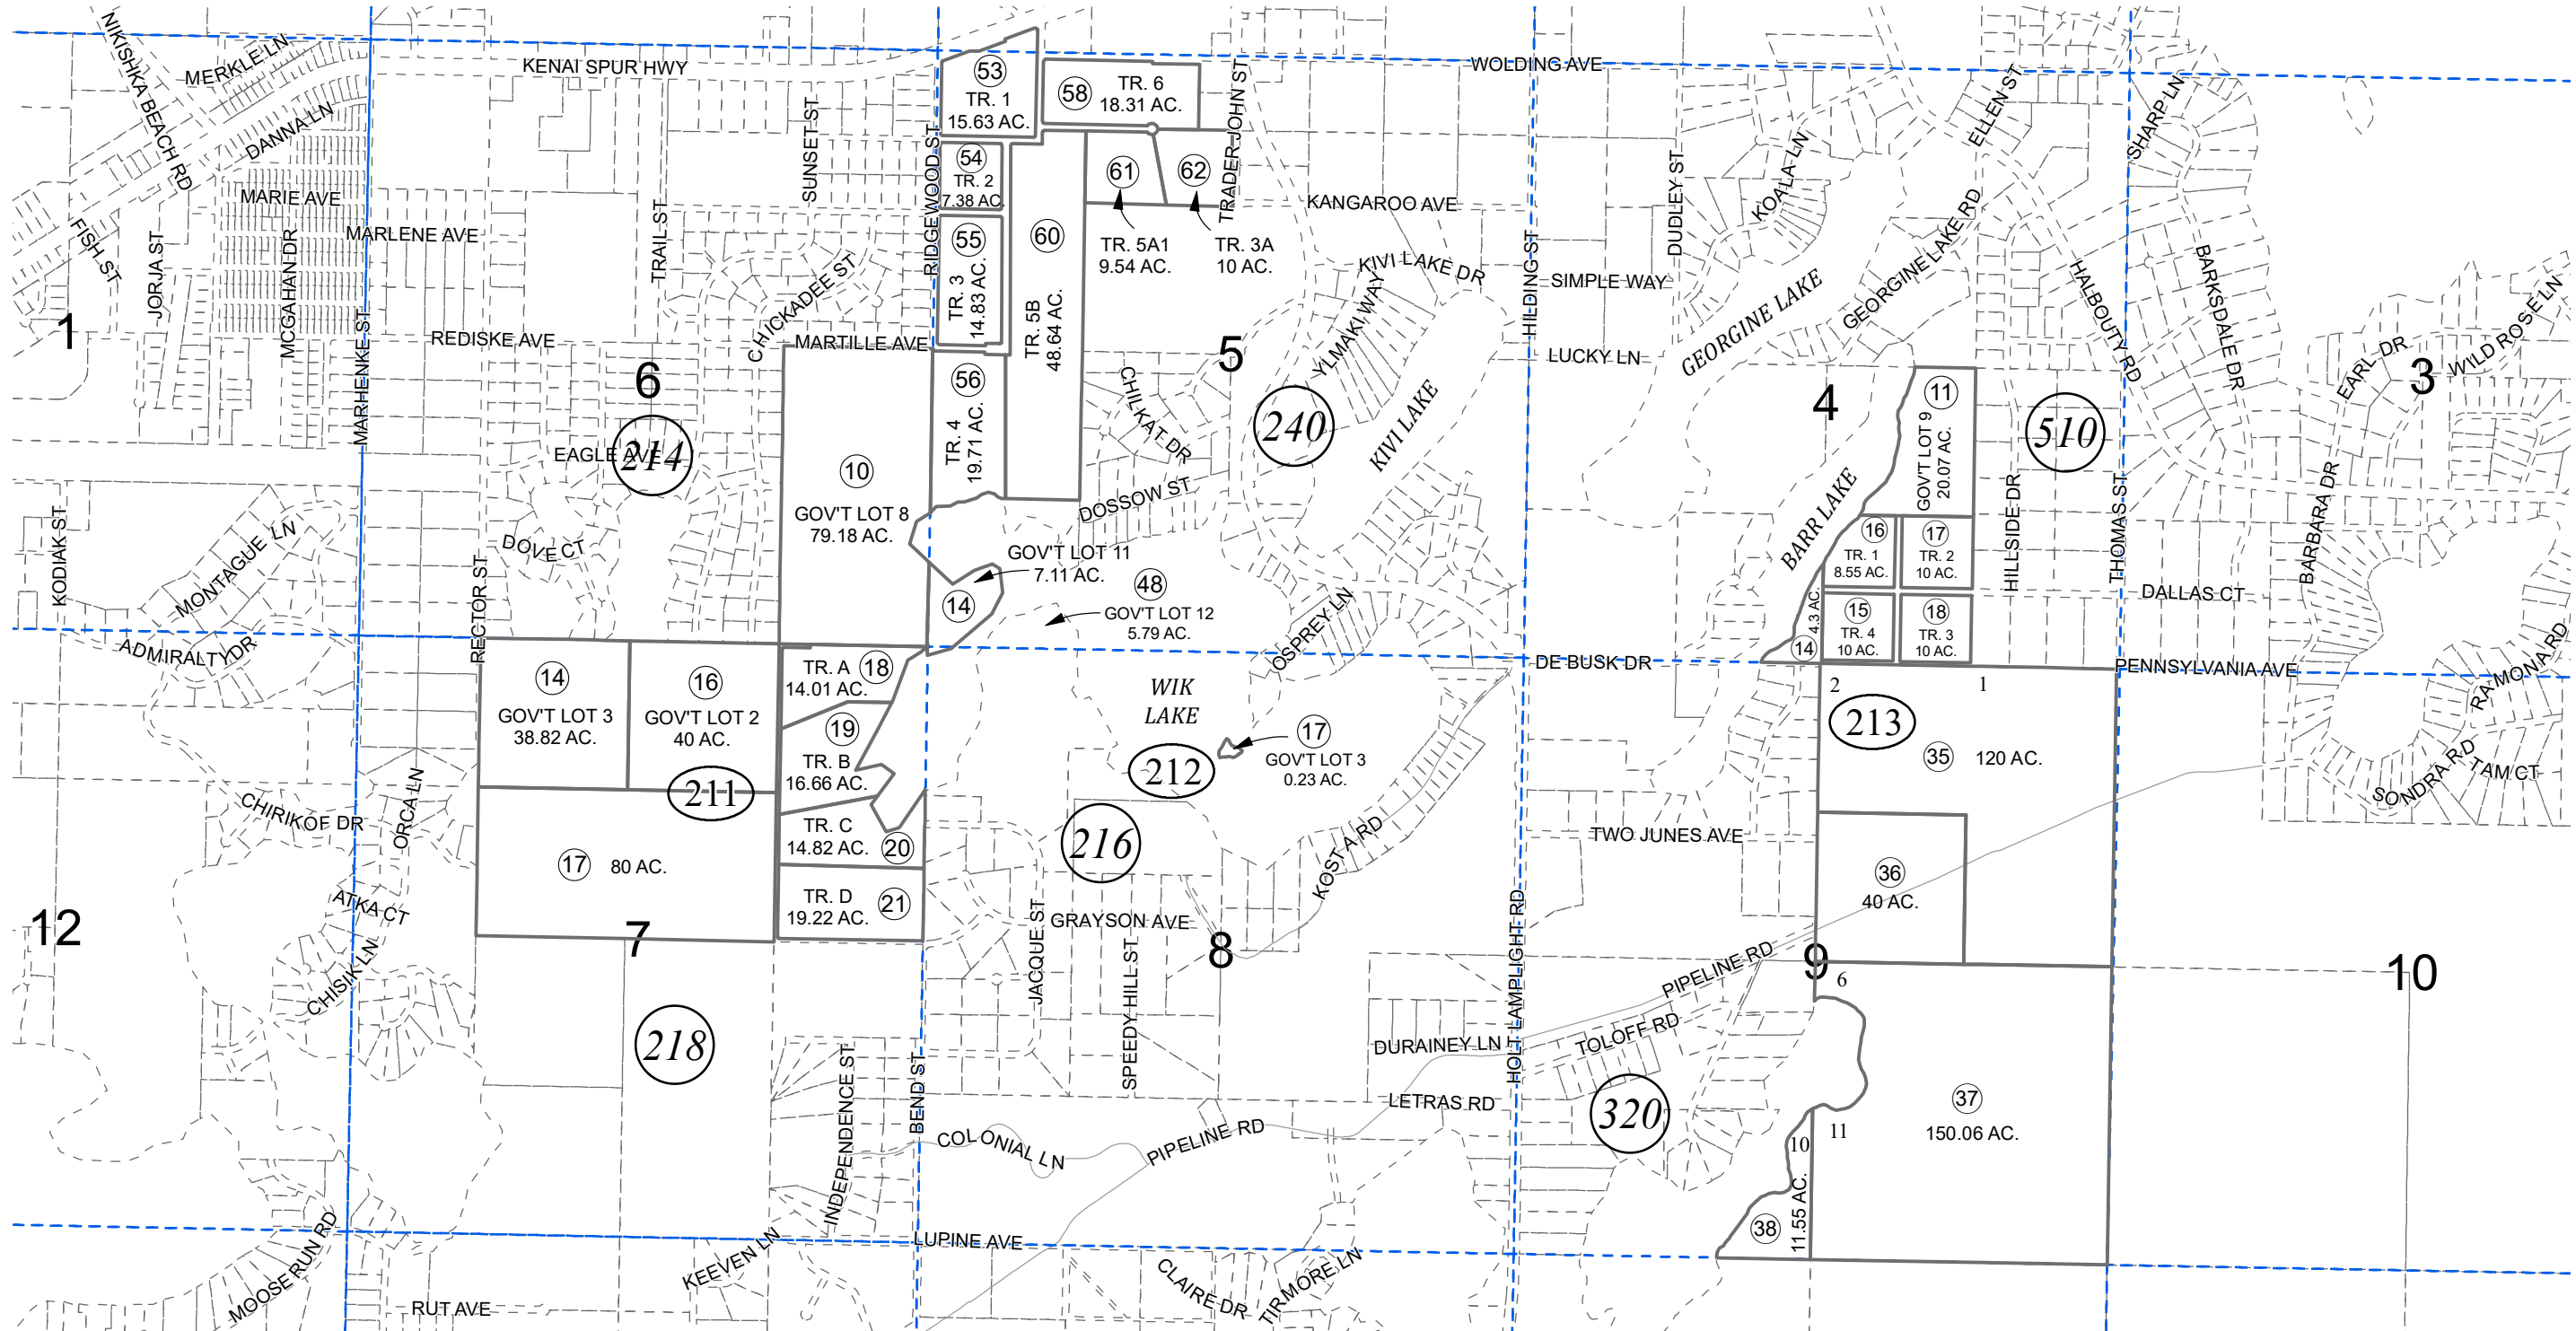 NIKISHKA BEACH RD
MERKLE LN
DANNA LN
MARIE AVE
FISH ST
JORJA ST
MCGAHAN DR
MARLENE AVE
MARHENKE ST
1
KENAI SPUR HWY
SUNSET ST
TRAIL ST
CHICKADEE ST
REDISKE AVE
MARTILLE AVE
RIDGEWOOD ST
6
EAGLE AVE
214
DOVE CT
RECTOR ST
KODIAK ST
MONTAGUE LN
ADMIRALTY DR
53
TR. 1
15.63 AC.
58
TR. 6
18.31 AC.
54
TR. 2
7.38 AC.
55
TR. 3
14.83 AC.
56
TR. 4
19.71 AC.
60
TR. 5B
48.64 AC.
61
62
TR. 5A1
9.54 AC.
TR. 3A
10 AC.
TRADER JOHN ST
WOLDING AVE
KANGAROO AVE
KIVI LAKE DR
YLMAKI WAY
KIVI LAKE
5
240
CHILKAT DR
DOSSOW ST
HILDING ST
10
GOV'T LOT 8
79.18 AC.
GOV'T LOT 11
7.11 AC.
14
48
GOV'T LOT 12
5.79 AC.
OSPREY LN
DUDLEY ST
KOALA LN
ELLEN ST
SHARP LN
SIMPLE WAY
LUCKY LN
GEORGINE LAKE
GEORGINE LAKE RD
HALBOUTY RD
BARKSDALE DR
4
11
GOV'T LOT 9
20.07 AC.
510
EARL DR
WILD ROSE LN
3
BARR LAKE
16
TR. 1
8.55 AC.
17
TR. 2
10 AC.
15
TR. 4
10 AC.
18
TR. 3
10 AC.
14
4.3 AC.
HILLSIDE DR
THOMAS ST
BARBARA DR
DALLAS CT
DE BUSK DR
PENNSYLVANIA AVE
RAMONA RD
SONDRA RD
TAM CT
14
GOV'T LOT 3
38.82 AC.
16
GOV'T LOT 2
40 AC.
TR. A
14.01 AC.
18
19
TR. B
16.66 AC.
211
TR. C
14.82 AC.
20
17
80 AC.
TR. D
19.22 AC.
21
WIK
LAKE
212
17
GOV'T LOT 3
0.23 AC.
216
KOSTA RD
2
1
213
35
120 AC.
TWO JUNES AVE
36
40 AC.
CHIRIKOF DR
ORCA LN
ATKA CT
CHISIK LN
12
7
218
JACQUE ST
GRAYSON AVE
SPEEDY HILL ST
8
HOLT LAMPLIGHT RD
PIPELINE RD
9
6
10
DURAINEY LN
TOLOFF RD
LETRAS RD
320
37
150.06 AC.
10
11
11.55 AC.
38
INDEPENDENCE ST
BEND ST
COLONIAL LN
PIPELINE RD
LUPINE AVE
MOOSE RUN RD
RUT AVE
KEEVEN LN
CLAIRE DR
TIRMORE LN